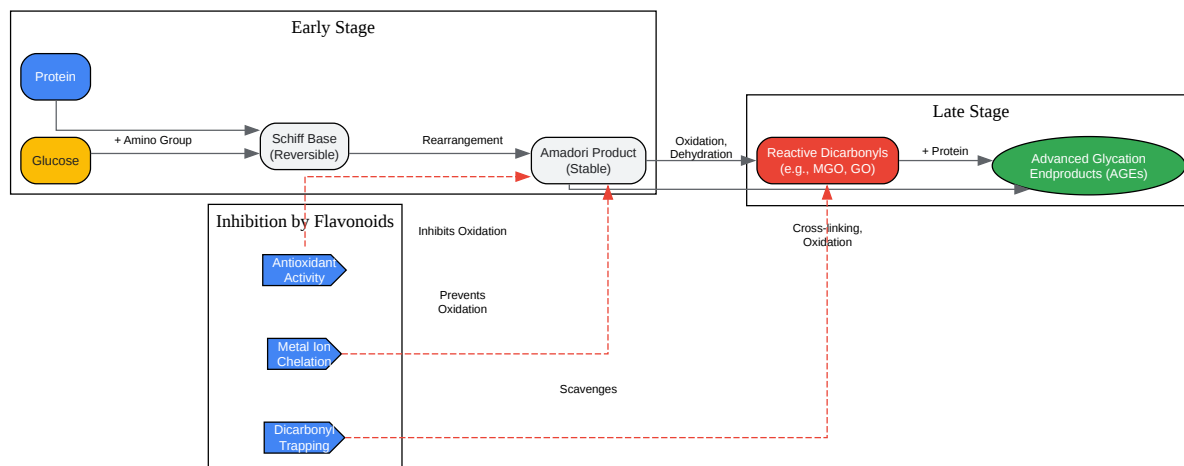 Early Stage
Protein
Glucose
+ Amino Group
Schiff Base
(Reversible)
Rearrangement
Amadori Product
(Stable)
Oxidation,
Dehydration
Late Stage
Reactive Dicarbonyls
(e.g., MGO, GO)
+ Protein
Advanced Glycation
Endproducts (AGEs)
Cross-linking,
Oxidation
Inhibition by Flavonoids
Antioxidant
Activity
Inhibits Oxidation
Metal Ion
Chelation
Prevents
Oxidation
Dicarbonyl
Trapping
Scavenges